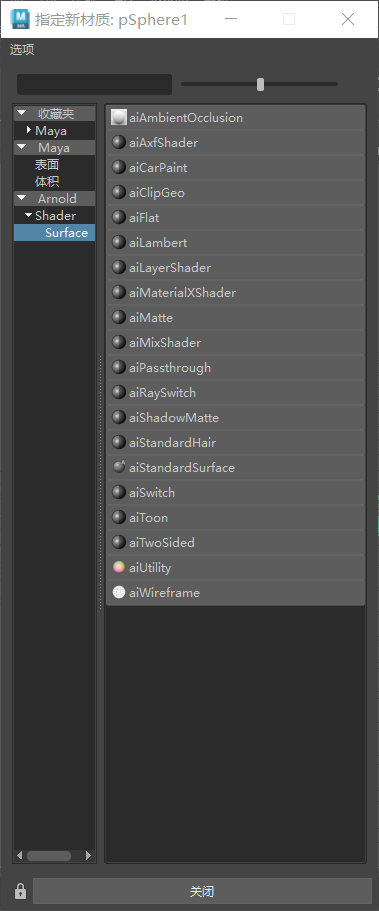 指定新材质: pSphere1
选项
收藏夹
Maya
Maya
表面
体积
Arnold
Shader
Surface
aiAmbientOcclusion
aiAxfShader
aiCarPaint
aiClipGeo
aiFlat
aiLambert
aiLayerShader
aiMaterialXShader
aiMatte
aiMixShader
aiPassthrough
aiRaySwitch
aiShadowMatte
aiStandardHair
aiStandardSurface
aiSwitch
aiToon
aiTwoSided
aiUtility
aiWireframe
关闭